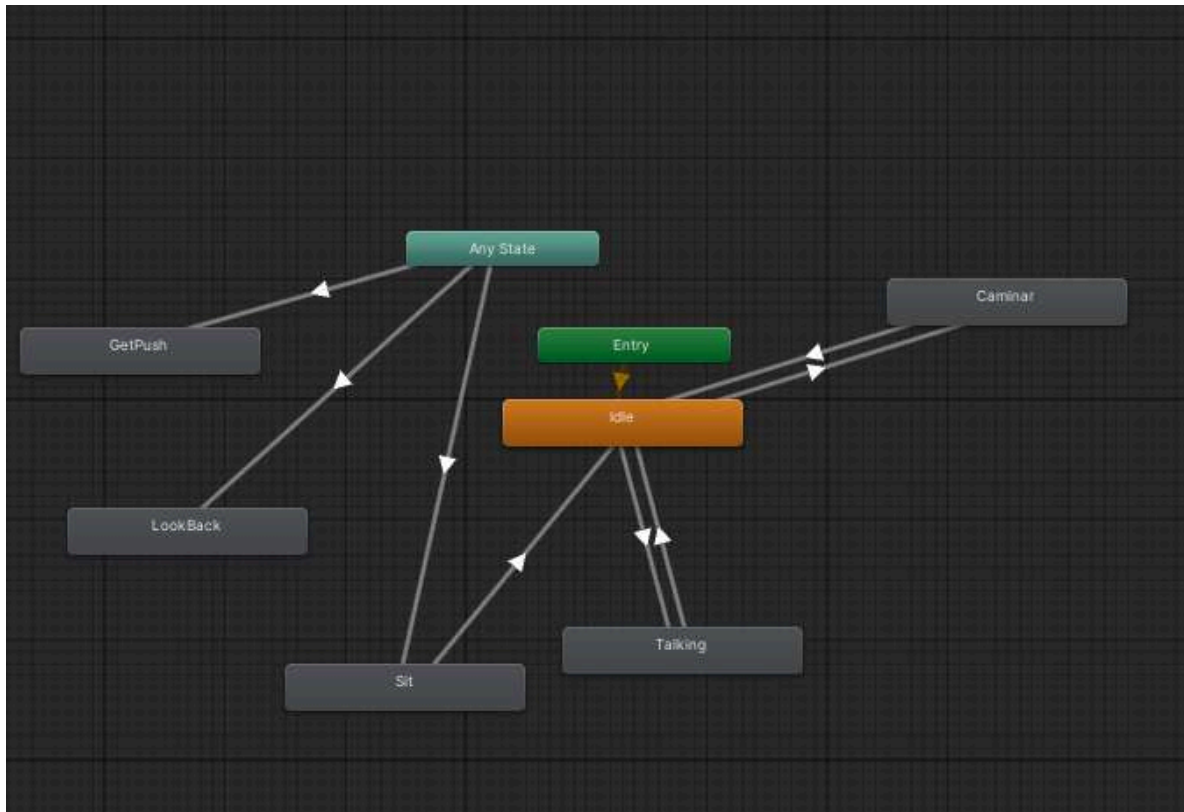 Any State
Caminar
GetPush
Entry
Idle
LookBack
Talking
Sit